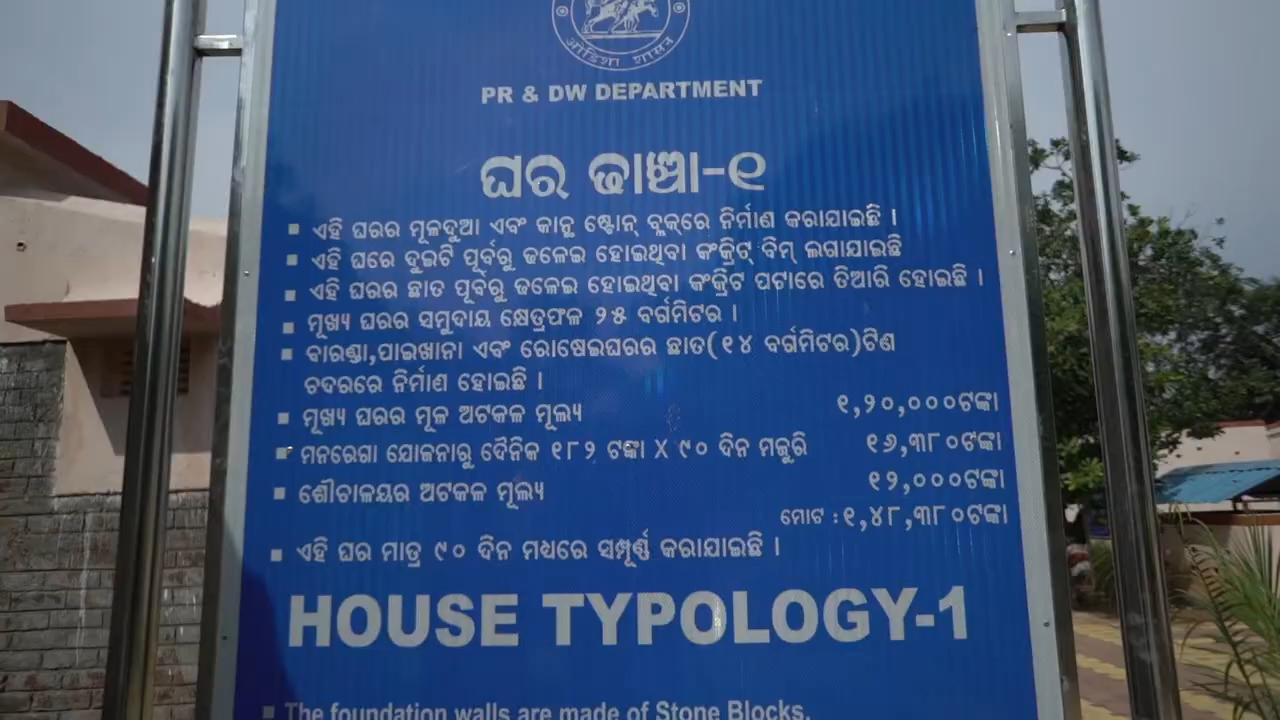 ଓଡ଼ିଶା ଶାସନ
PR & DW DEPARTMENT
ଘର ଢାଞ୍ଚା-୧
▪ ଏହି ଘରର ମୂଳଦୁଆ ଏବଂ କାନ୍ଥ ଷ୍ଟୋନ୍ ବ୍ଲକ୍‌ରେ ନିର୍ମାଣ କରାଯାଇଛି ।
▪ ଏହି ଘରେ ଦୁଇଟି ପୂର୍ବରୁ ଢଳେଇ ହୋଇଥିବା କଂକ୍ରିଟ୍ ବିମ୍ ଲଗାଯାଇଛି
▪ ଏହି ଘରର ଛାତ ପୂର୍ବରୁ ଢଳେଇ ହୋଇଥିବା କଂକ୍ରିଟ ପଟାରେ ତିଆରି ହୋଇଛି ।
▪ ମୂଖ୍ୟ ଘରର ସମୁଦାୟ କ୍ଷେତ୍ରଫଳ ୨୫ ବର୍ଗମିଟର ।
▪ ବାରଣ୍ଡା,ପାଇଖାନା ଏବଂ ରୋଷେଇଘରର ଛାତ(୧୪ ବର୍ଗମିଟର)ଟିଣ
ଚଦରରେ ନିର୍ମାଣ ହୋଇଛି ।
▪ ମୂଖ୍ୟ ଘରର ମୂଳ ଅଟକଳ ମୂଲ୍ୟ ୧,୨୦,୦୦୦ଟଙ୍କା
▪ ମନରେଗା ଯୋଜନାରୁ ଦୈନିକ ୧୮୨ ଟଙ୍କା X ୯୦ ଦିନ ମଜୁରି ୧୬,୩୮୦ଟଙ୍କା
▪ ଶୌଚାଳୟର ଅଟକଳ ମୂଲ୍ୟ ୧୨,୦୦୦ଟଙ୍କା
ମୋଟ : ୧,୪୮,୩୮୦ଟଙ୍କା
▪ ଏହି ଘର ମାତ୍ର ୯୦ ଦିନ ମଧ୍ୟରେ ସମ୍ପୂର୍ଣ୍ଣ କରାଯାଇଛି ।
HOUSE TYPOLOGY-1
▪ The foundation walls are made of Stone Blocks.